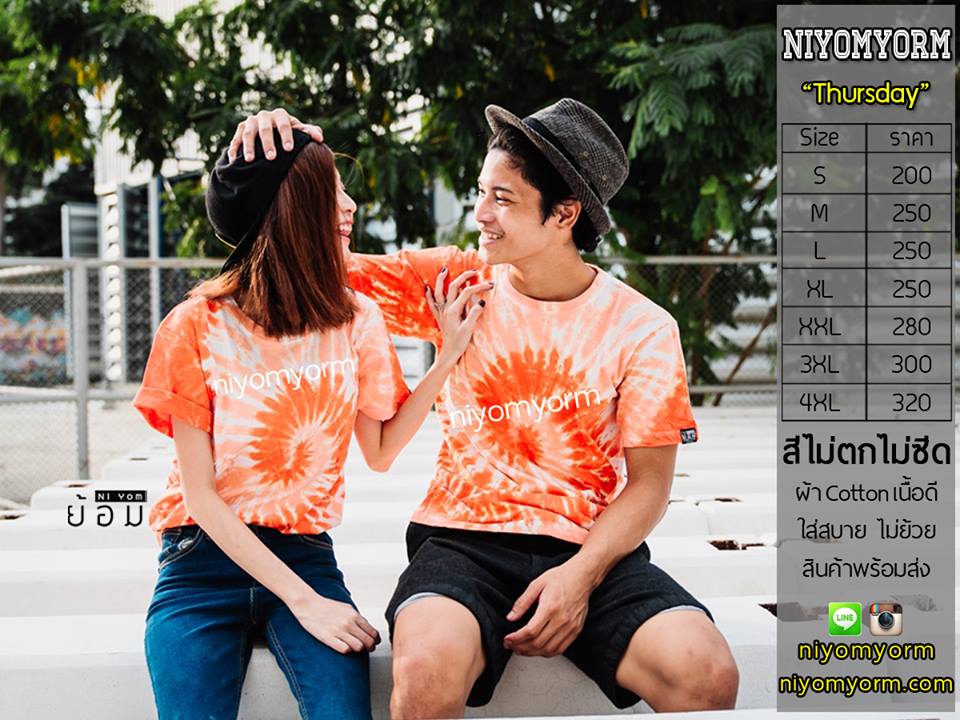 NIYOMYORM
“Thursday”
Size ราคา
S 200
M 250
L 250
XL 250
XXL 280
3XL 300
4XL 320
สีไม่ตกไม่ซีด
ผ้า Cotton เนื้อดี
ใส่สบาย ไม่ย้วย
สินค้าพร้อมส่ง
LINE
niyomyorm
niyomyorm.com
niyomyorm
niyomyorm
Ni Yom
ย้อม